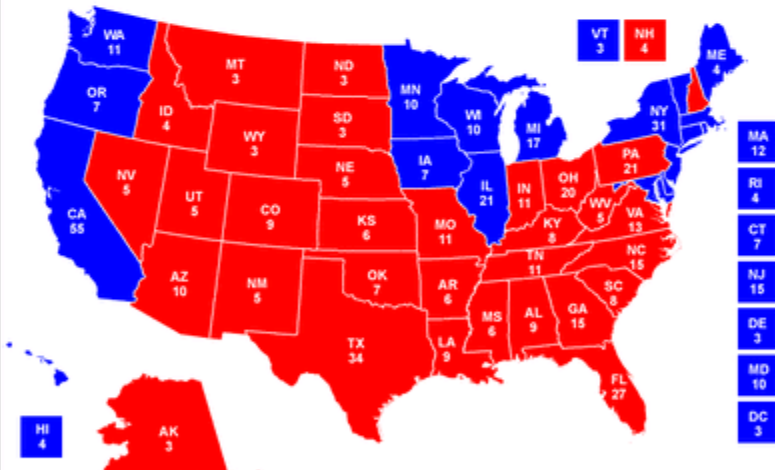 WA
11
OR
7
CA
55
ID
4
NV
5
MT
3
WY
3
UT
5
CO
9
AZ
10
NM
5
ND
3
SD
3
NE
5
KS
6
OK
7
TX
34
MN
10
IA
7
MO
11
AR
6
LA
9
WI
10
IL
21
MI
17
IN
11
OH
20
KY
8
TN
11
MS
6
AL
9
GA
15
FL
27
SC
8
NC
15
VA
13
WV
5
PA
21
NY
31
ME
4
VT
3
NH
4
MA
12
RI
4
CT
7
NJ
15
DE
3
MD
10
DC
3
HI
4
AK
3